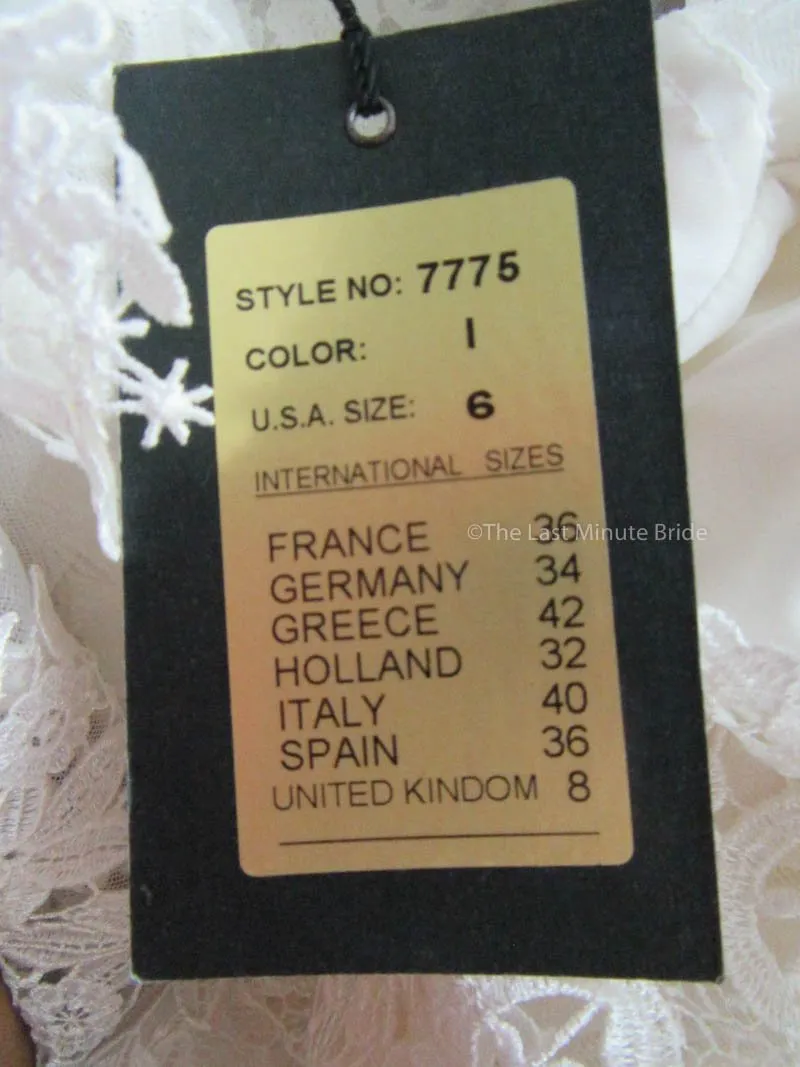 STYLE NO: 7775
COLOR: I
U.S.A. SIZE: 6
INTERNATIONAL SIZES
FRANCE 36
©The Last Minute Bride
GERMANY 34
GREECE 42
HOLLAND 32
ITALY 40
SPAIN 36
UNITED KINDOM 8